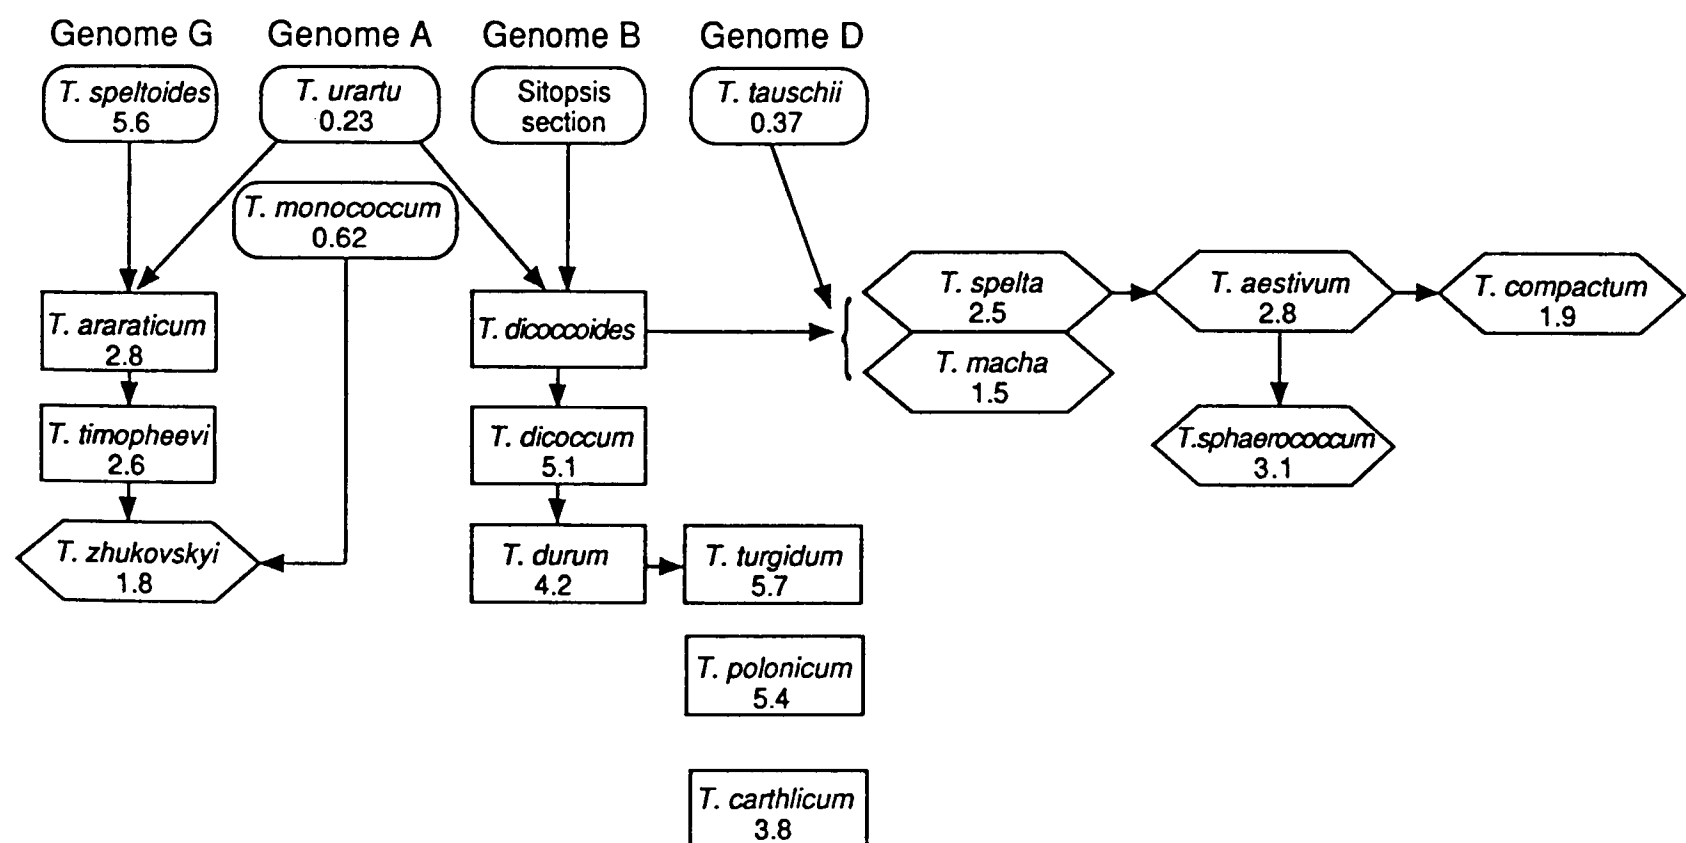 Genome G
Genome A
Genome B
Genome D
T. speltoides
5.6
T. urartu
0.23
Sitopsis
section
T. tauschii
0.37
T. monococcum
0.62
T. araraticum
2.8
T. dicoccoides
T. spelta
2.5
T. macha
1.5
T. aestivum
2.8
T. compactum
1.9
T. timopheevi
2.6
T. dicoccum
5.1
T.sphaerococcum
3.1
T. zhukovskyi
1.8
T. durum
4.2
T. turgidum
5.7
T. polonicum
5.4
T. carthlicum
3.8